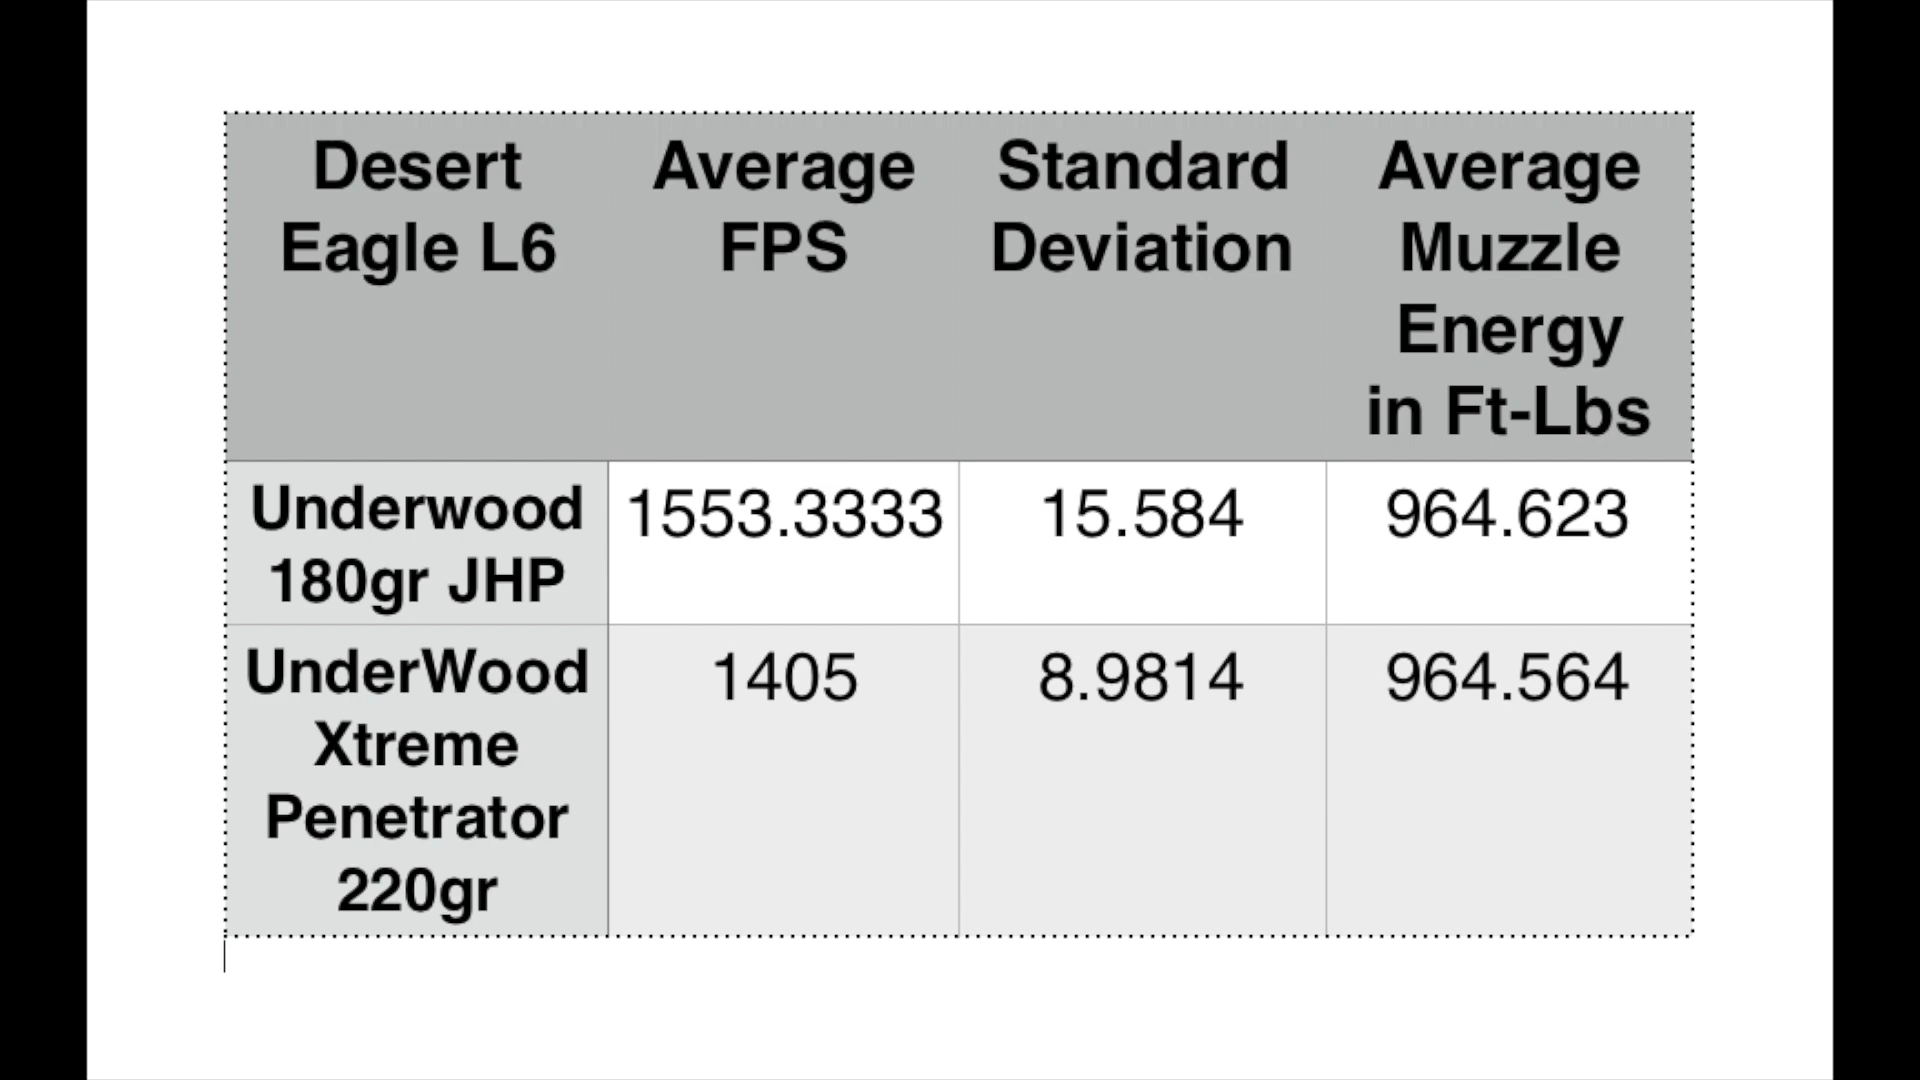 Desert
Eagle L6
Average
FPS
Standard
Deviation
Average
Muzzle
Energy
in Ft-Lbs
Underwood
180gr JHP
1553.3333
15.584
964.623
UnderWood
Xtreme
Penetrator
220gr
1405
8.9814
964.564